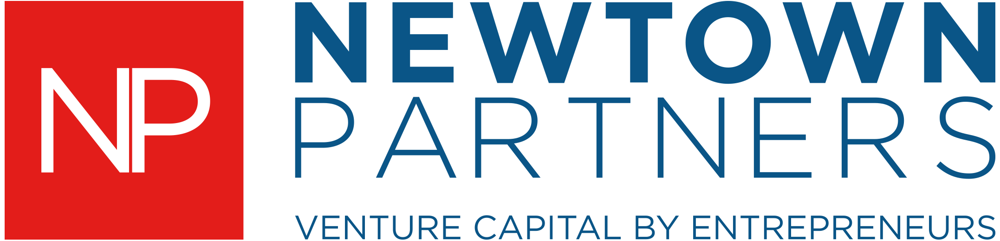 NP
NEWTOWN
PARTNERS
VENTURE CAPITAL BY ENTREPRENEURS